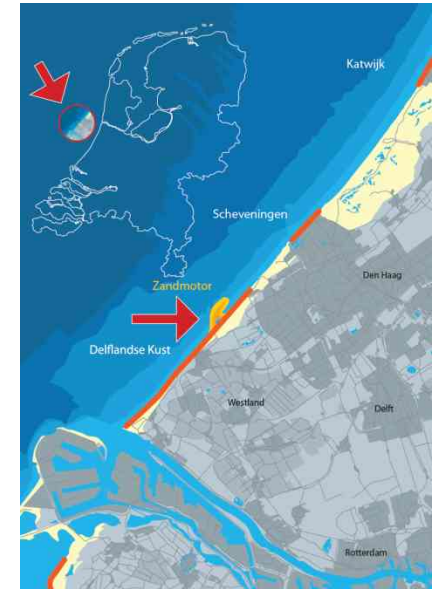 Katwijk
Scheveningen
Den Haag
Zandmotor
Delflandse Kust
Westland
Delft
Rotterdam